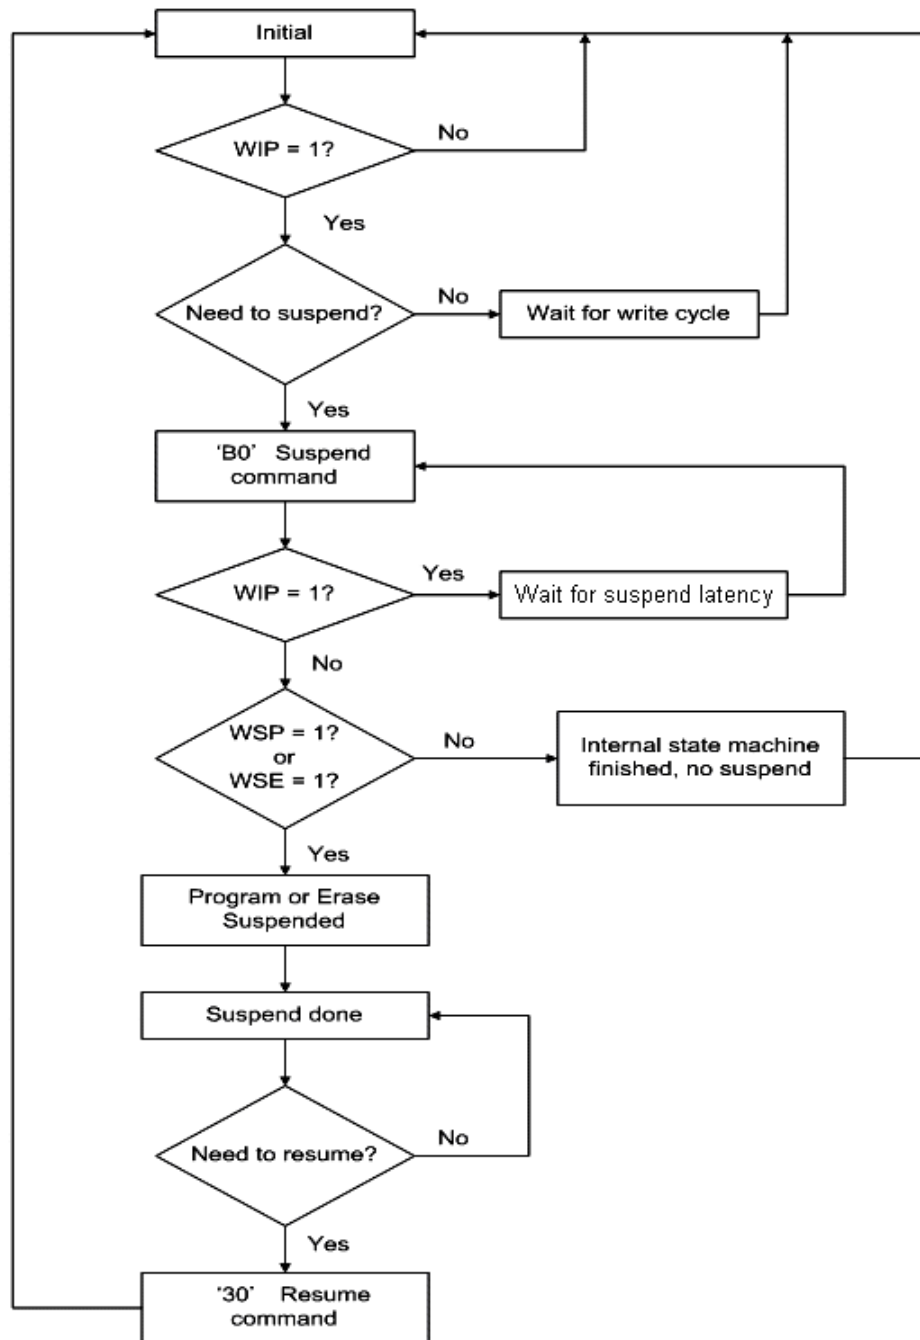 Initial
WIP = 1?
No
Yes
Need to suspend?
No
Wait for write cycle
Yes
‘B0’ Suspend
command
WIP = 1?
Yes
Wait for suspend latency
No
WSP = 1?
or
WSE = 1?
No
Internal state machine
finished, no suspend
Yes
Program or Erase
Suspended
Suspend done
Need to resume?
No
Yes
‘30’ Resume
command